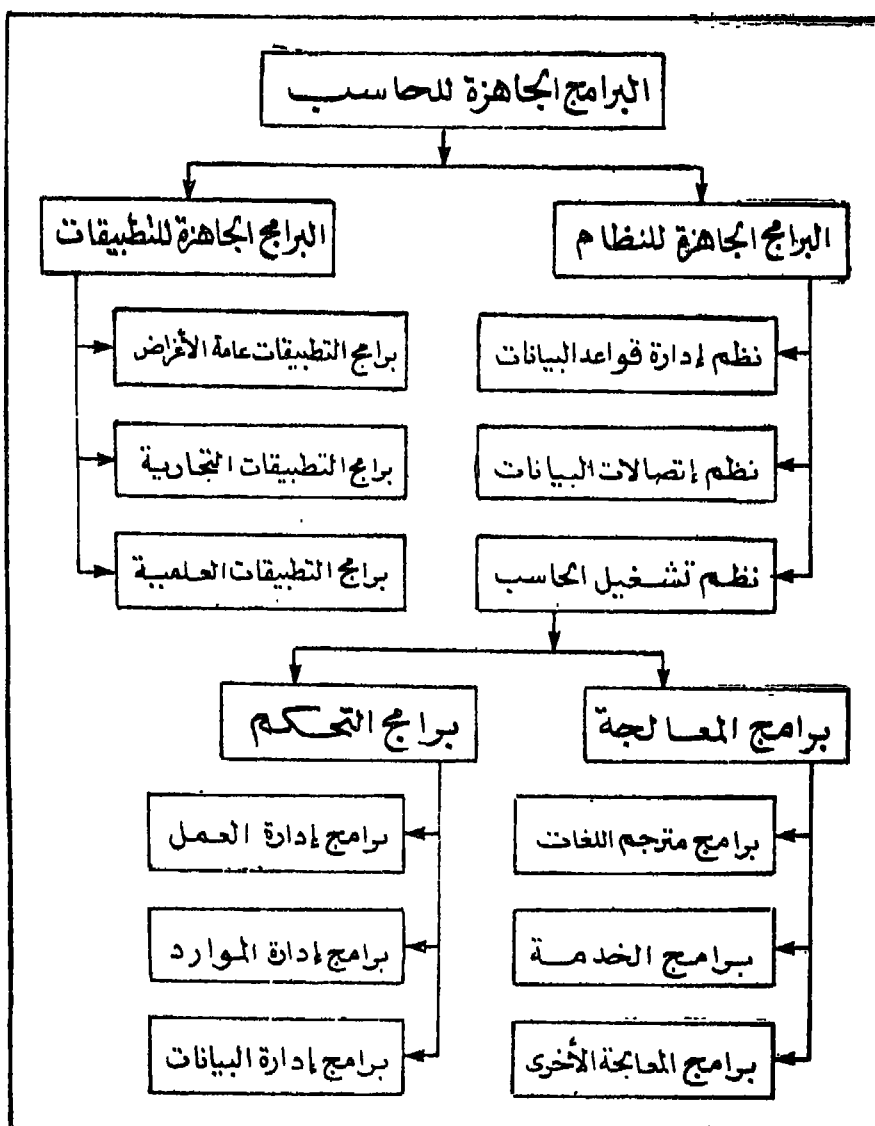 البرامج الجاهزة للحاسب
البرامج الجاهزة للنظام
البرامج الجاهزة للتطبيقات
نظم إدارة قواعد البيانات
برامج التطبيقات عامة الأغراض
نظم إتصالات البيانات
برامج التطبيقات التجارية
نظم تشغيل الحاسب
برامج التطبيقات العلمية
برامج المعالجة
برامج التحكم
برامج مترجم اللغات
برامج إدارة العمل
برامج الخدمة
برامج إدارة الموارد
برامج المعالجة الأخرى
برامج إدارة البيانات